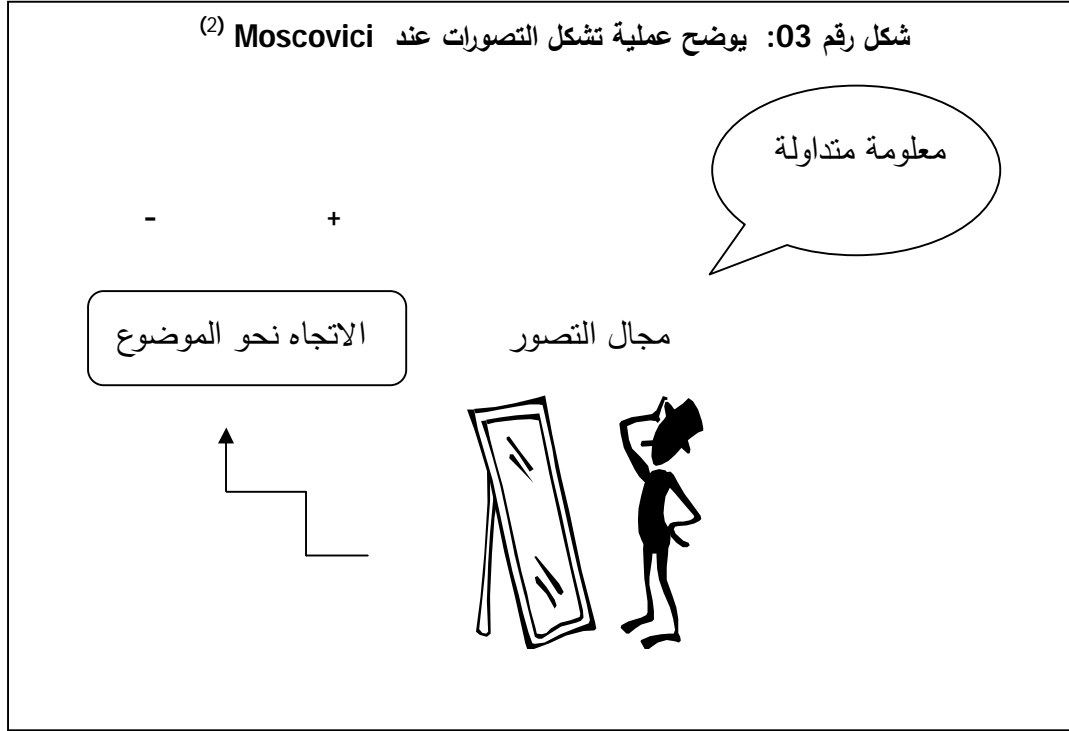 شكل رقم 03: يوضح عملية تشكل التصورات عند Moscovici (2)
معلومة متداولة
+ -
مجال التصور
الاتجاه نحو الموضوع